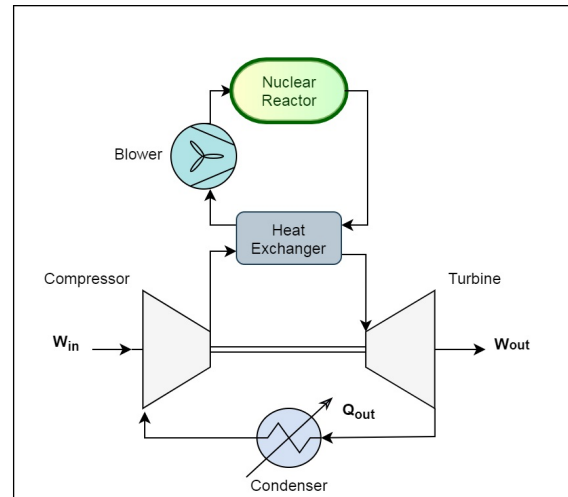 Nuclear
Reactor
Blower
Heat
Exchanger
Compressor
Turbine
Win
Wout
Qout
Condenser